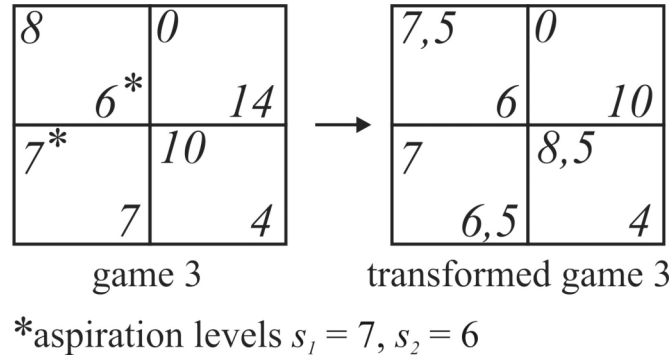 8 0 7,5 0
6* 14 6 10
7* 10 7 8,5
7 4 6,5 4
game 3 transformed game 3
*aspiration levels s₁ = 7, s₂ = 6